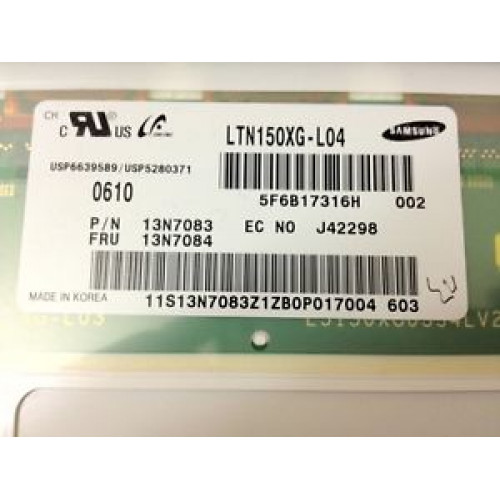 CH
c UR US
LTN150XG-L04
SAMSUNG
USP6639589/USP5280371
0610
5F6B17316H 002
P/N 13N7083 EC NO J42298
FRU 13N7084
MADE IN KOREA
11S13N7083Z1ZB0P017004 603